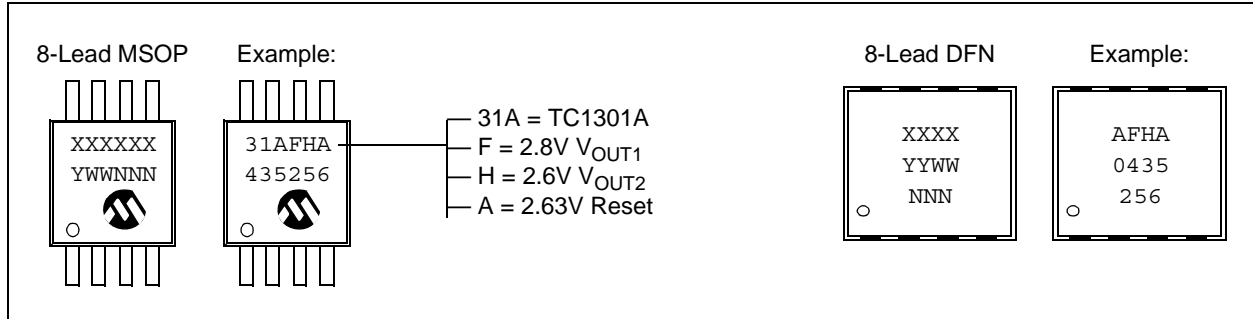 8-Lead MSOP
Example:
XXXXXX
YWWNNN
31AFHA
435256
31A = TC1301A
F = 2.8V VOUT1
H = 2.6V VOUT2
A = 2.63V Reset
8-Lead DFN
Example:
XXXX
YYWW
NNN
AFHA
0435
256